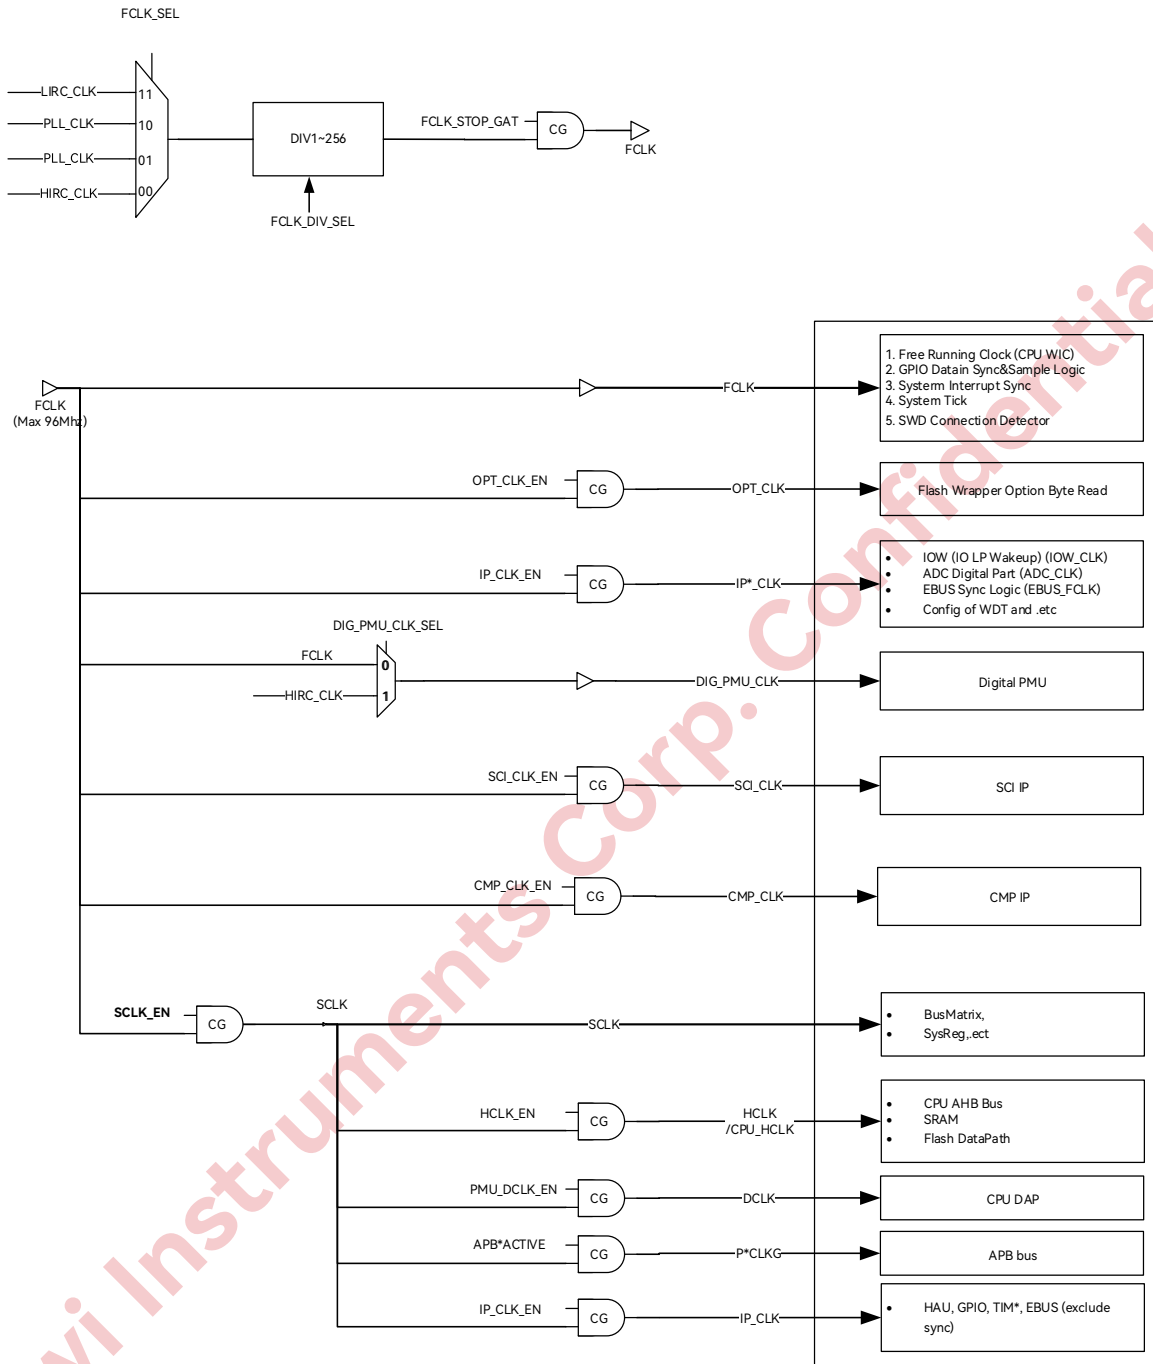 FCLK_SEL
LIRC_CLK
11
PLL_CLK
10
PLL_CLK
01
HIRC_CLK
00
DIV1~256
FCLK_DIV_SEL
FCLK_STOP_GAT
CG
FCLK
FCLK
(Max 96Mhz)
FCLK
1. Free Running Clock (CPU WIC)
2. GPIO Datain Sync&Sample Logic
3. System Interrupt Sync
4. System Tick
5. SWD Connection Detector
OPT_CLK_EN
CG
OPT_CLK
Flash Wrapper Option Byte Read
IP_CLK_EN
CG
IP*_CLK
• IOW (IO LP Wakeup) (IOW_CLK)
• ADC Digital Part (ADC_CLK)
• EBUS Sync Logic (EBUS_FCLK)
• Config of WDT and .etc
DIG_PMU_CLK_SEL
FCLK
0
HIRC_CLK
1
DIG_PMU_CLK
Digital PMU
SCI_CLK_EN
CG
SCI_CLK
SCI IP
CMP_CLK_EN
CG
CMP_CLK
CMP IP
SCLK_EN
CG
SCLK
SCLK
• BusMatrix,
• SysReg,.ect
HCLK_EN
CG
HCLK
/CPU_HCLK
• CPU AHB Bus
• SRAM
• Flash DataPath
PMU_DCLK_EN
CG
DCLK
CPU DAP
APB*ACTIVE
CG
P*CLKG
APB bus
IP_CLK_EN
CG
IP_CLK
• HAU, GPIO, TIM*, EBUS (exclude
sync)
vi Instruments Corp. Confidential